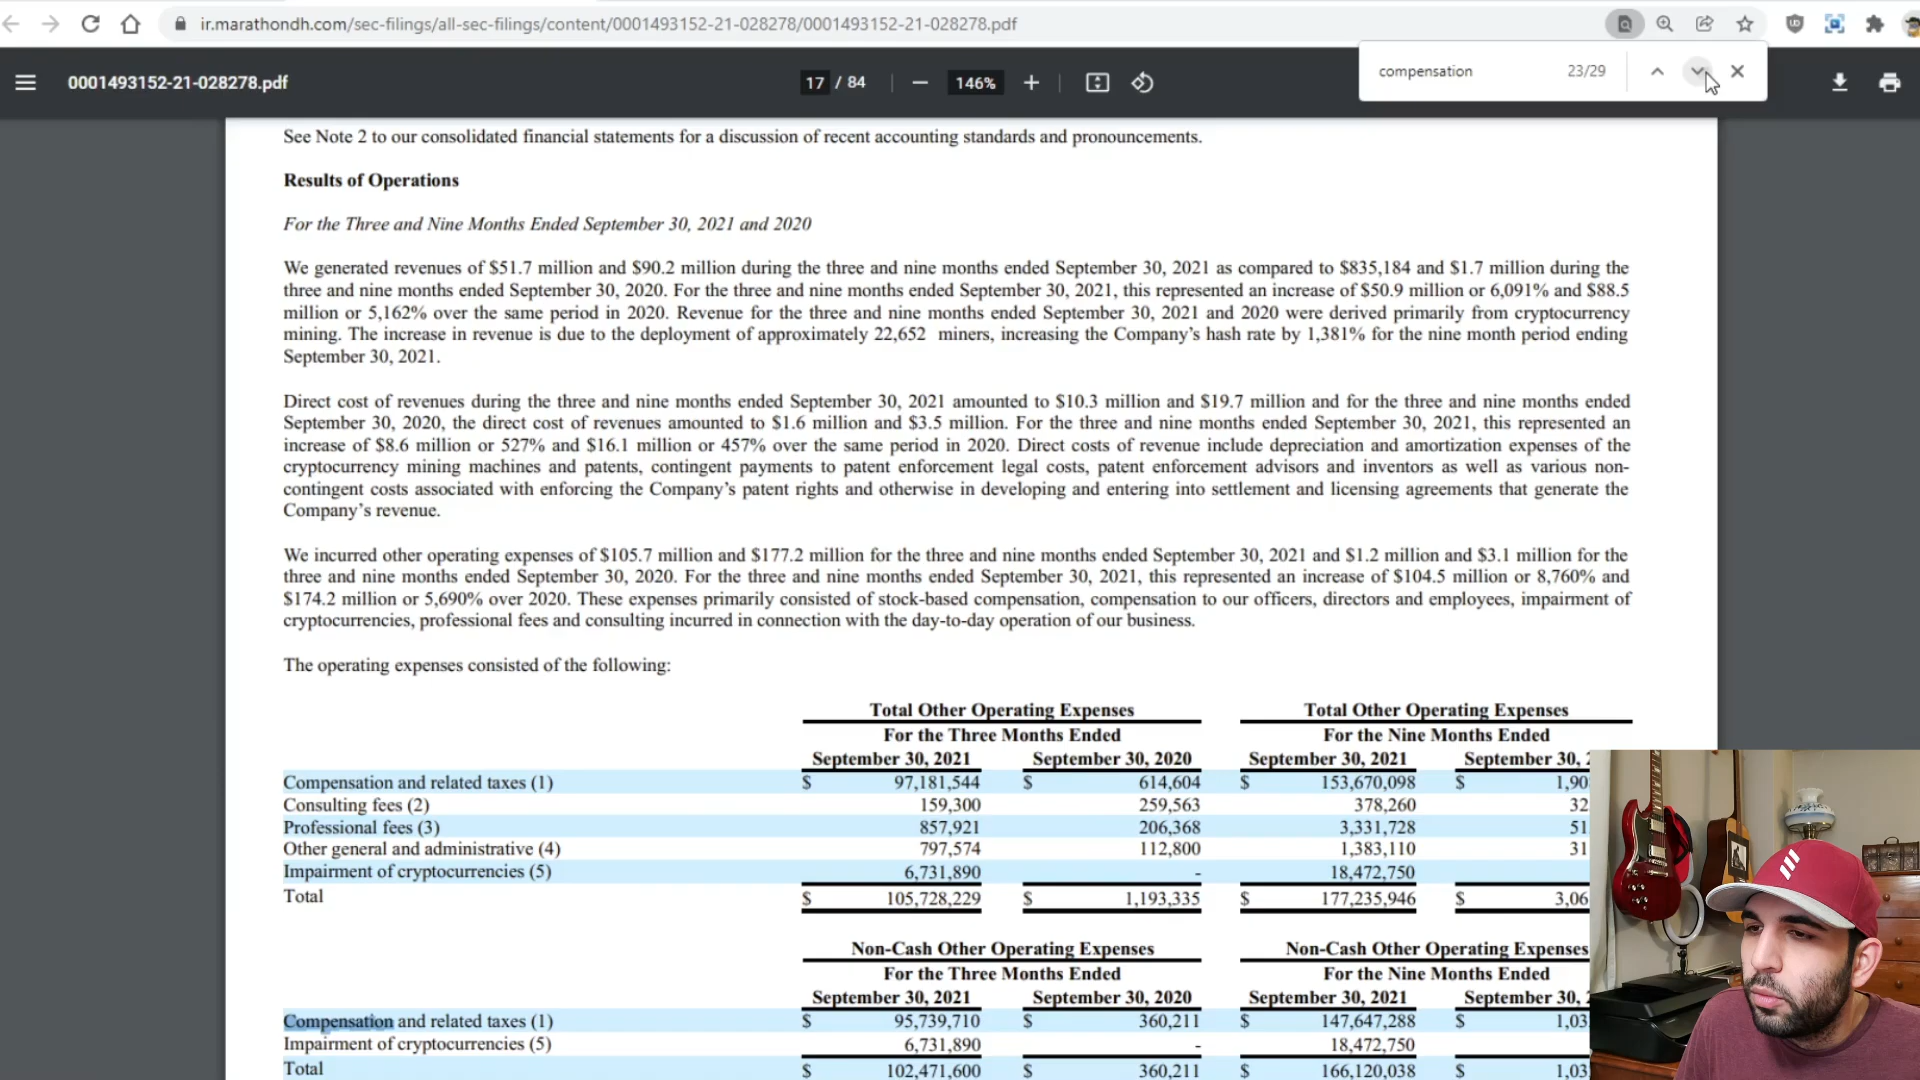 ir.marathondh.com/sec-filings/all-sec-filings/content/0001493152-21-028278/0001493152-21-028278.pdf
compensation 23/29
0001493152-21-028278.pdf 17 / 84 146%
See Note 2 to our consolidated financial statements for a discussion of recent accounting standards and pronouncements.
Results of Operations
For the Three and Nine Months Ended September 30, 2021 and 2020
We generated revenues of $51.7 million and $90.2 million during the three and nine months ended September 30, 2021 as compared to $835,184 and $1.7 million during the
three and nine months ended September 30, 2020. For the three and nine months ended September 30, 2021, this represented an increase of $50.9 million or 6,091% and $88.5
million or 5,162% over the same period in 2020. Revenue for the three and nine months ended September 30, 2021 and 2020 were derived primarily from cryptocurrency
mining. The increase in revenue is due to the deployment of approximately 22,652 miners, increasing the Company's hash rate by 1,381% for the nine month period ending
September 30, 2021.
Direct cost of revenues during the three and nine months ended September 30, 2021 amounted to $10.3 million and $19.7 million and for the three and nine months ended
September 30, 2020, the direct cost of revenues amounted to $1.6 million and $3.5 million. For the three and nine months ended September 30, 2021, this represented an
increase of $8.6 million or 527% and $16.1 million or 457% over the same period in 2020. Direct costs of revenue include depreciation and amortization expenses of the
cryptocurrency mining machines and patents, contingent payments to patent enforcement legal costs, patent enforcement advisors and inventors as well as various non-
contingent costs associated with enforcing the Company's patent rights and otherwise in developing and entering into settlement and licensing agreements that generate the
Company's revenue.
We incurred other operating expenses of $105.7 million and $177.2 million for the three and nine months ended September 30, 2021 and $1.2 million and $3.1 million for the
three and nine months ended September 30, 2020. For the three and nine months ended September 30, 2021, this represented an increase of $104.5 million or 8,760% and
$174.2 million or 5,690% over 2020. These expenses primarily consisted of stock-based compensation, compensation to our officers, directors and employees, impairment of
cryptocurrencies, professional fees and consulting incurred in connection with the day-to-day operation of our business.
The operating expenses consisted of the following:
Total Other Operating Expenses Total Other Operating Expenses
For the Three Months Ended For the Nine Months Ended
September 30, 2021 September 30, 2020 September 30, 2021 September 30,
Compensation and related taxes (1) $ 97,181,544 $ 614,604 $ 153,670,098 $ 1,90
Consulting fees (2) 159,300 259,563 378,260 32
Professional fees (3) 857,921 206,368 3,331,728 51
Other general and administrative (4) 797,574 112,800 1,383,110 31
Impairment of cryptocurrencies (5) 6,731,890 - 18,472,750
Total $ 105,728,229 $ 1,193,335 $ 177,235,946 $ 3,06
Non-Cash Other Operating Expenses Non-Cash Other Operating Expenses
For the Three Months Ended For the Nine Months Ended
September 30, 2021 September 30, 2020 September 30, 2021 September 30,
Compensation and related taxes (1) $ 95,739,710 $ 360,211 $ 147,647,288 $ 1,03
Impairment of cryptocurrencies (5) 6,731,890 - 18,472,750
Total $ 102,471,600 $ 360,211 $ 166,120,038 $ 1,03